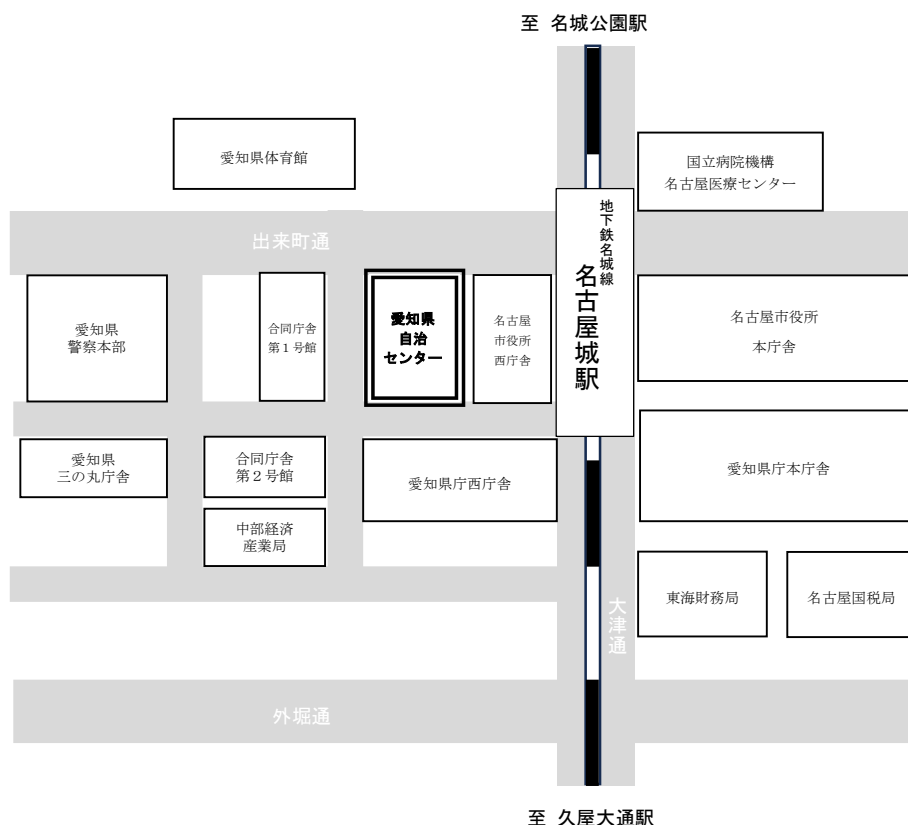 至 名城公園駅
愛知県体育館
国立病院機構
名古屋医療センター
出来町通
地下鉄名城線
名古屋城駅
愛知県
警察本部
合同庁舎
第１号館
愛知県
自治
センター
名古屋
市役所
西庁舎
名古屋市役所
本庁舎
愛知県
三の丸庁舎
合同庁舎
第２号館
愛知県庁西庁舎
愛知県庁本庁舎
中部経済
産業局
大津通
東海財務局
名古屋国税局
外堀通
至 久屋大通駅